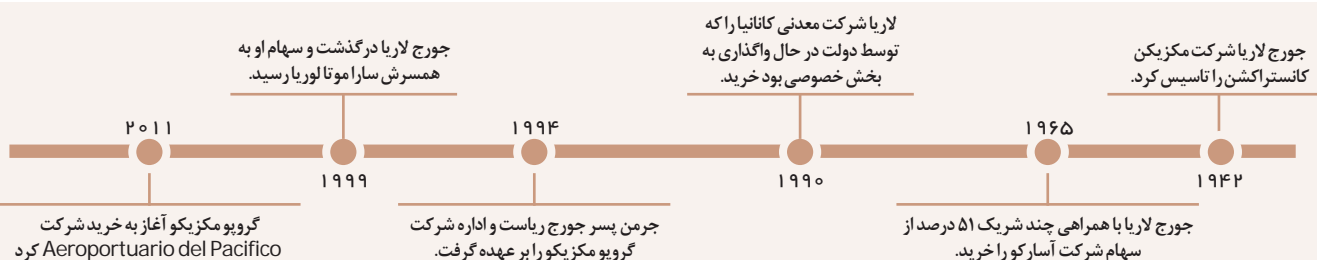 جورج لاریا شرکت مکزیکن
کانستراکشن را تاسیس کرد.
۱۹۴۲
۱۹۶۵
جورج لاریا با همراهی چند شریک ۵۱ درصد از
سهام شرکت آسارکو را خرید.
لاریا شرکت معدنی کانانیا را که
توسط دولت در حال واگذاری به
بخش خصوصی بود خرید.
۱۹۹۰
۱۹۹۴
جرمن پسر جورج ریاست و اداره شرکت
گروپو مکزیکو را بر عهده گرفت.
جورج لاریا درگذشت و سهام او به
همسرش سارا موتا لوریا رسید.
۱۹۹۹
۲۰۱۱
گروپو مکزیکو آغاز به خرید شرکت
Aeroportuario del Pacifico کرد